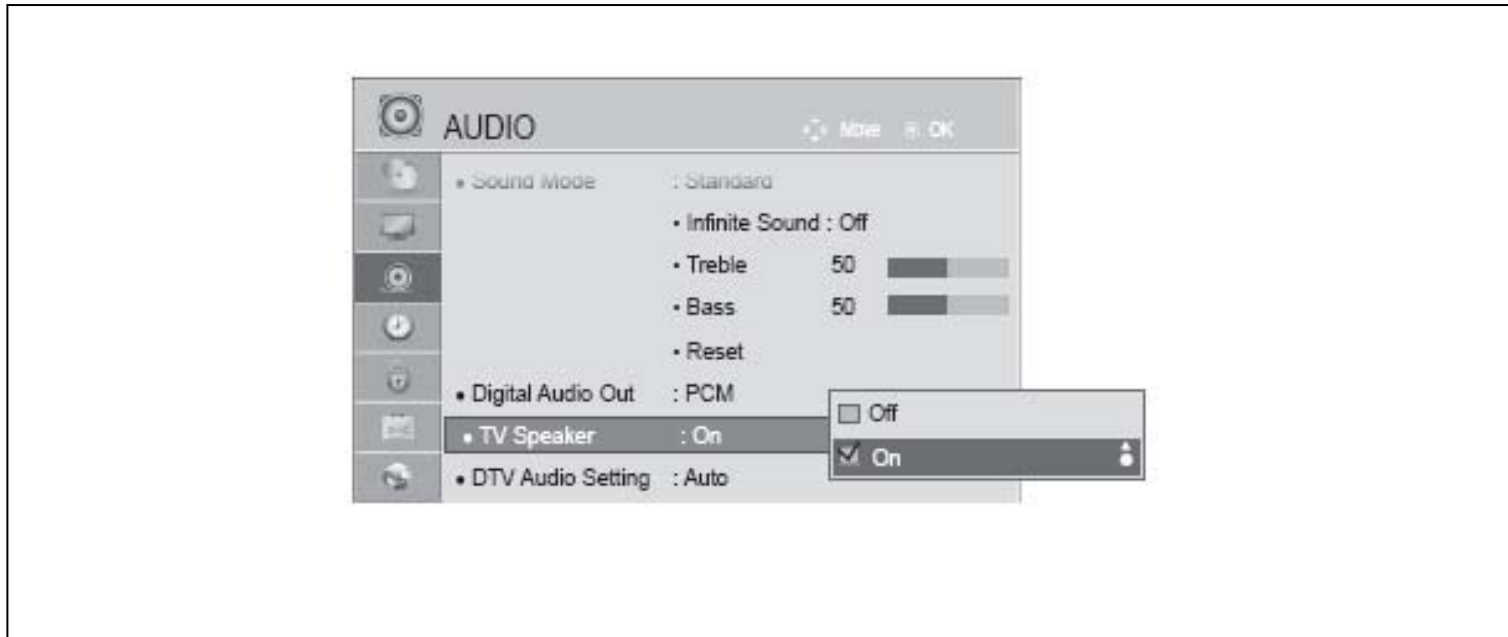 AUDIO Move OK
• Sound Mode : Standard
• Infinite Sound : Off
• Treble 50
• Bass 50
• Reset
• Digital Audio Out : PCM
Off
• TV Speaker : On
On
• DTV Audio Setting : Auto